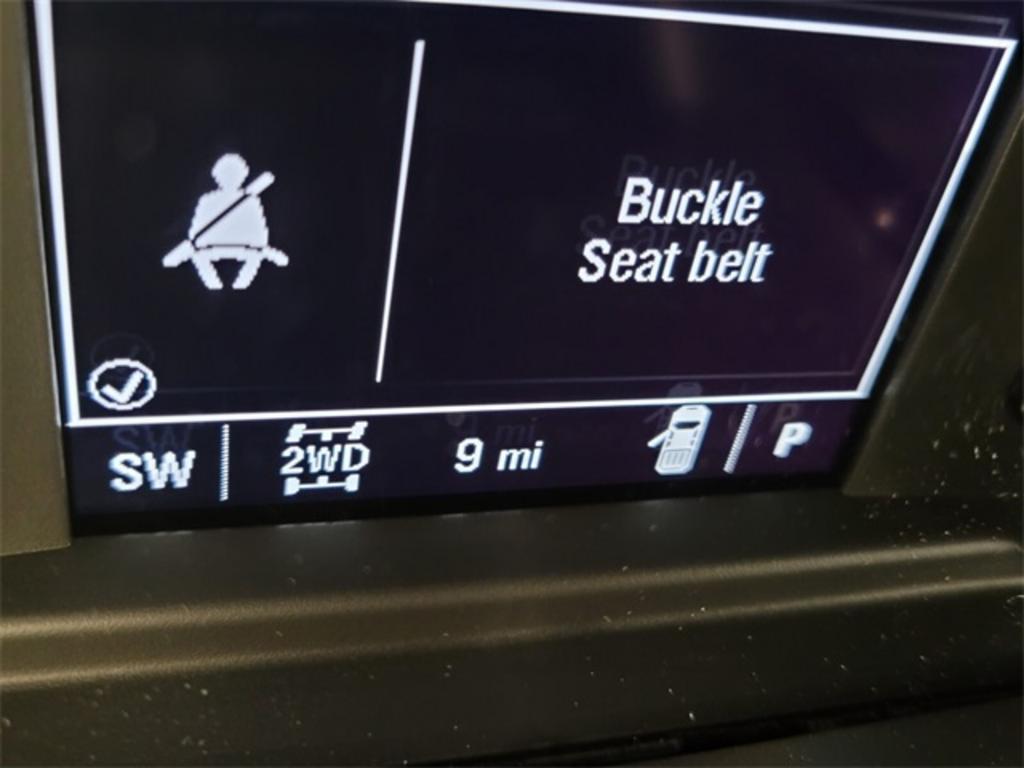 Buckle
Seat belt
SW 2WD 9 mi P